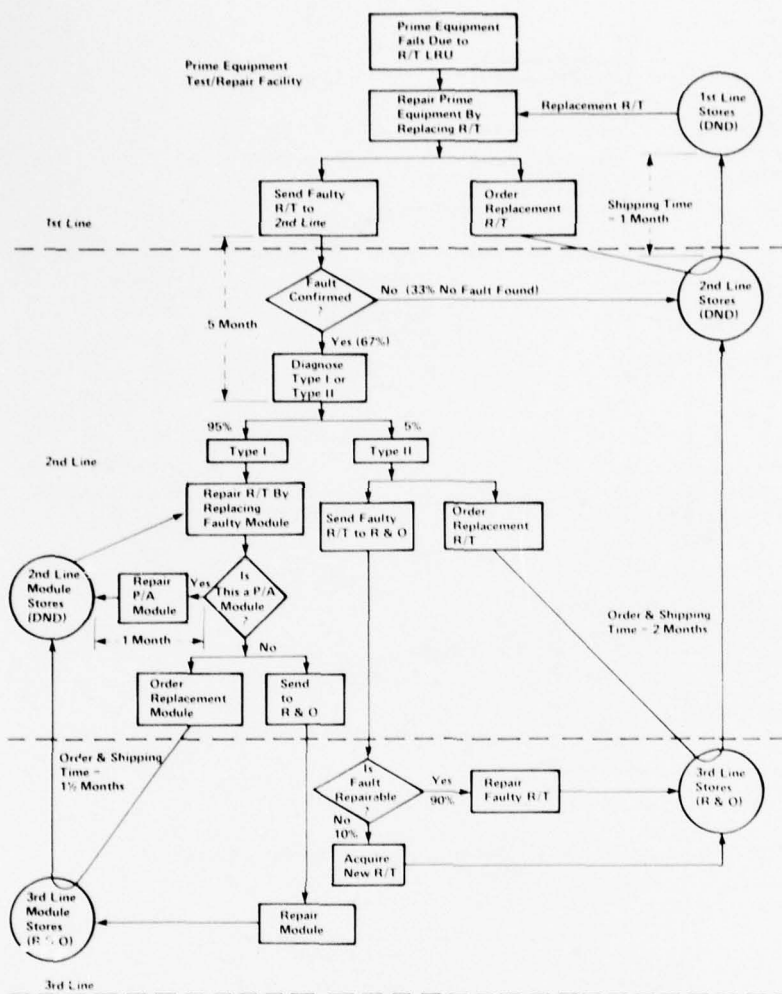 Prime Equipment
Fails Due to
R/T LRU
Prime Equipment
Test/Repair Facility
Repair Prime
Equipment By
Replacing R/T
Replacement R/T
1st Line
Stores
(DND)
Send Faulty
R/T to
2nd Line
Order
Replacement
R/T
Shipping Time
= 1 Month
1st Line
Fault
Confirmed
?
No (33% No Fault Found)
2nd Line
Stores
(DND)
.5 Month
Yes (67%)
Diagnose
Type I or
Type II
95%
5%
Type I
Type II
2nd Line
Repair R/T By
Replacing
Faulty Module
Send Faulty
R/T to R & O
Order
Replacement
R/T
2nd Line
Module
Stores
(DND)
Repair
P/A
Module
Yes
Is
This a P/A
Module
?
1 Month
Order & Shipping
Time = 2 Months
No
Order
Replacement
Module
Send
to
R & O
Order & Shipping
Time =
1½ Months
Is
Fault
Repairable
?
Yes
90%
Repair
Faulty R/T
3rd Line
Stores
(R & O)
No
10%
Acquire
New R/T
3rd Line
Module
Stores
(R & O)
Repair
Module
3rd Line